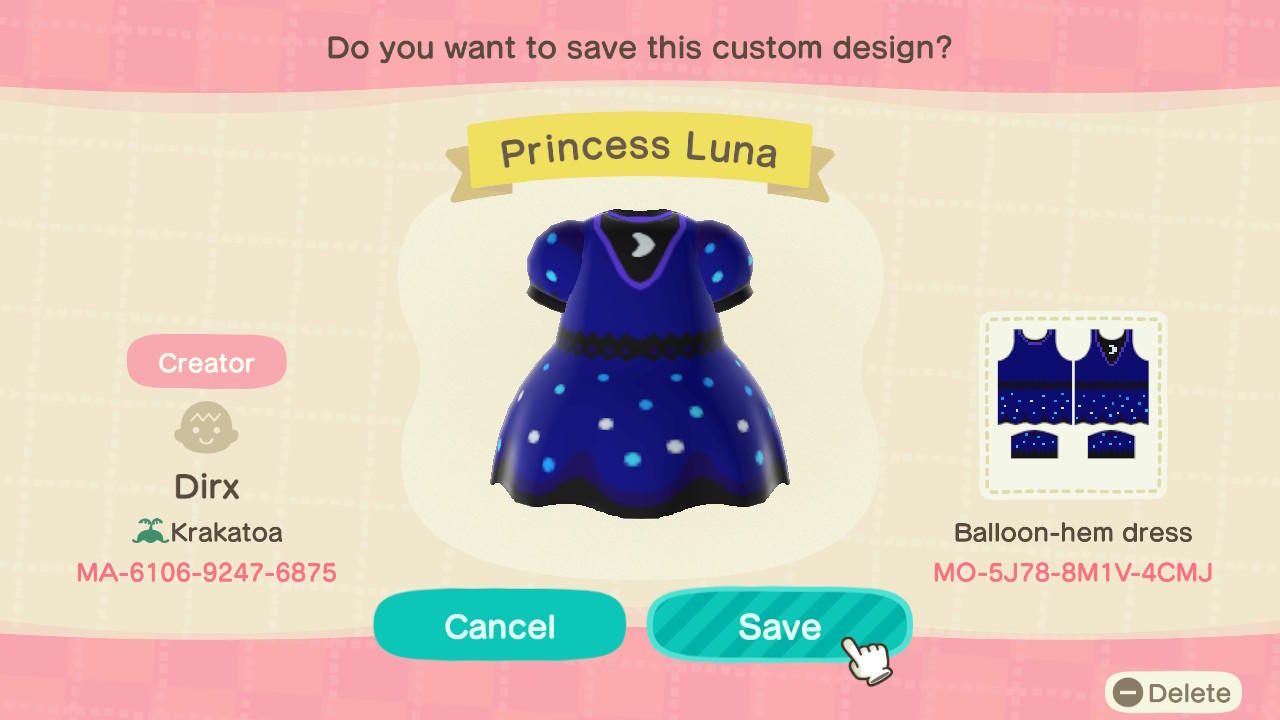 Do you want to save this custom design?
Princess Luna
Creator
Dirx
Krakatoa
MA-6106-9247-6875
Balloon-hem dress
MO-5J78-8M1V-4CMJ
Cancel
Save
Delete